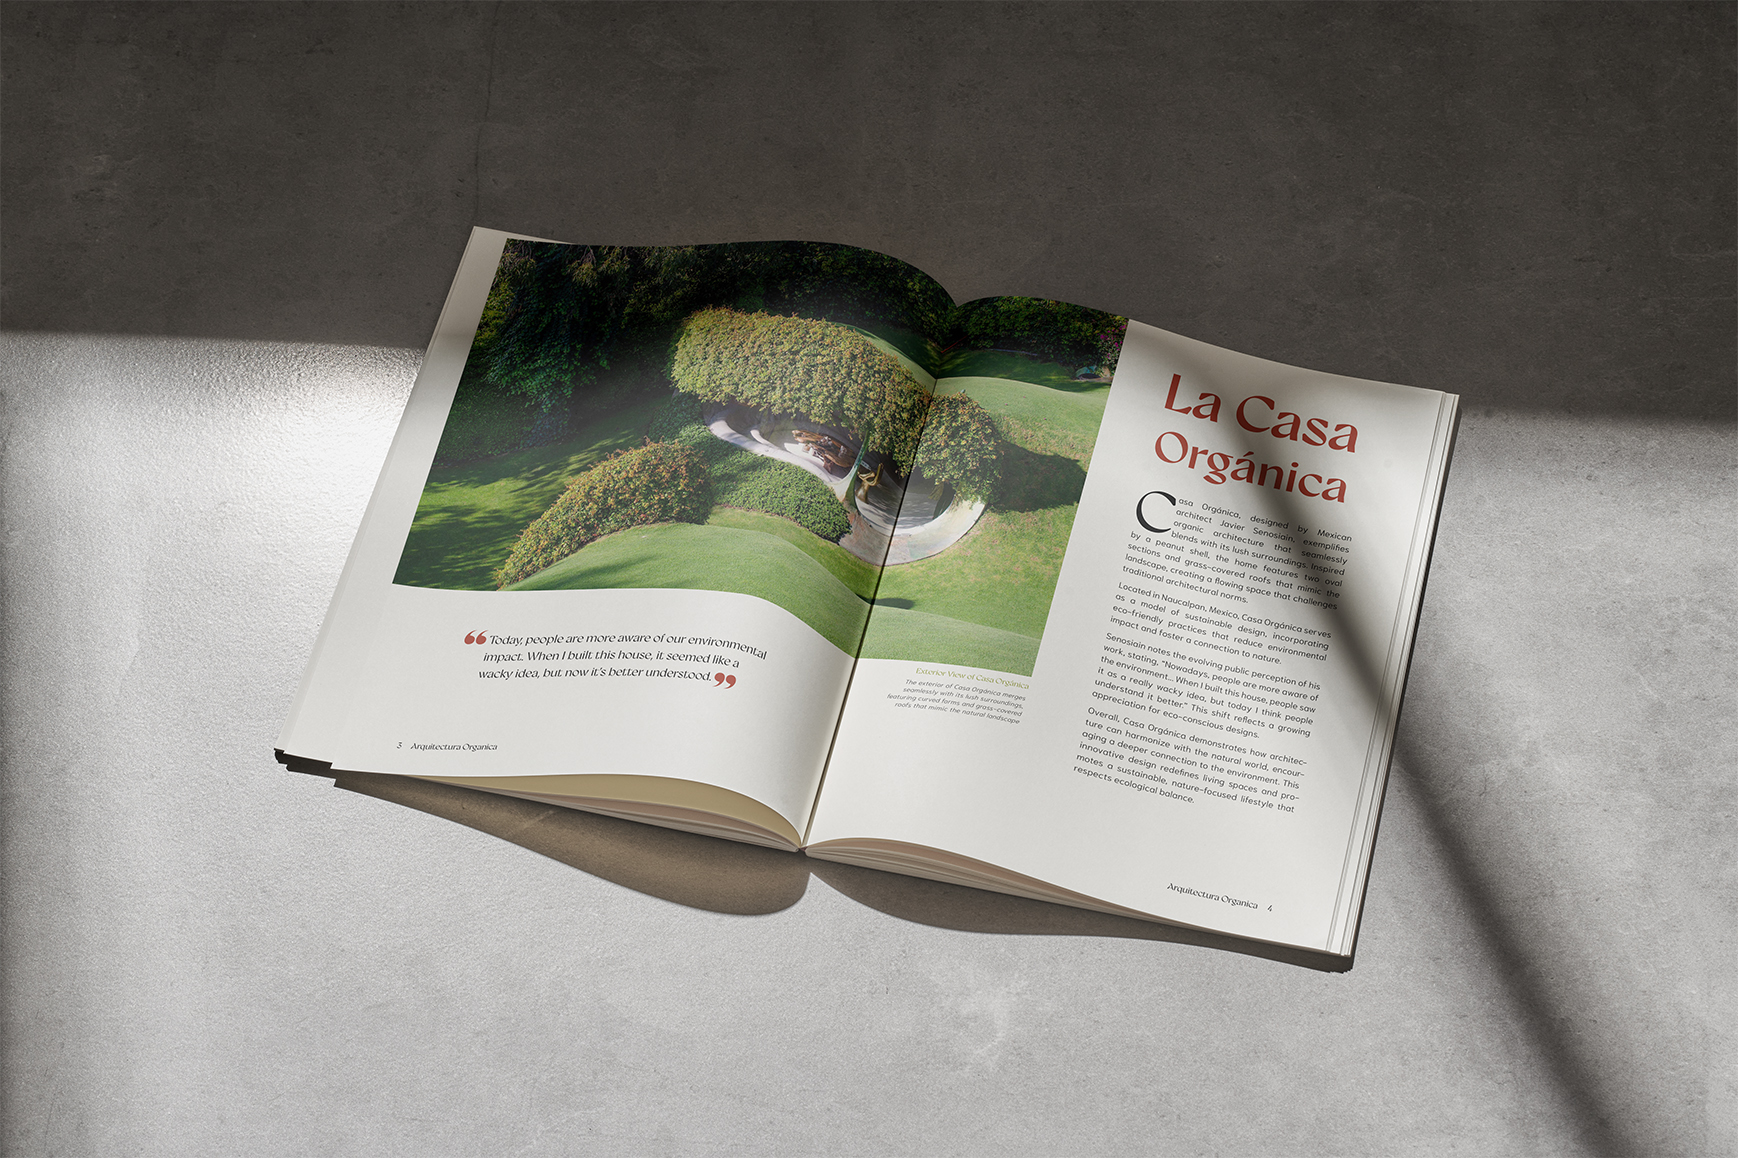 ❝ Today, people are more aware of our environmental
impact. When I built this house, it seemed like a
wacky idea, but now it's better understood. ❞
3 Arquitectura Organica
Exterior View of Casa Orgánica
The exterior of Casa Orgánica merges
seamlessly with its lush surroundings,
featuring curved forms and grass-covered
roofs that mimic the natural landscape
La Casa
Orgánica
Casa Orgánica, designed by Mexican
architect Javier Senosiain, exemplifies
organic architecture that seamlessly
blends with its lush surroundings. Inspired
by a peanut shell, the home features two oval
sections and grass-covered roofs that mimic the
landscape, creating a flowing space that challenges
traditional architectural norms.
Located in Naucalpan, Mexico, Casa Orgánica serves
as a model of sustainable design, incorporating
eco-friendly practices that reduce environmental
impact and foster a connection to nature.
Senosiain notes the evolving public perception of his
work, stating, "Nowadays, people are more aware of
the environment... When I built this house, people saw
it as a really wacky idea, but today I think people
understand it better." This shift reflects a growing
appreciation for eco-conscious designs.
Overall, Casa Orgánica demonstrates how architec-
ture can harmonize with the natural world, encour-
aging a deeper connection to the environment. This
innovative design redefines living spaces and pro-
motes a sustainable, nature-focused lifestyle that
respects ecological balance.
Arquitectura Organica 4